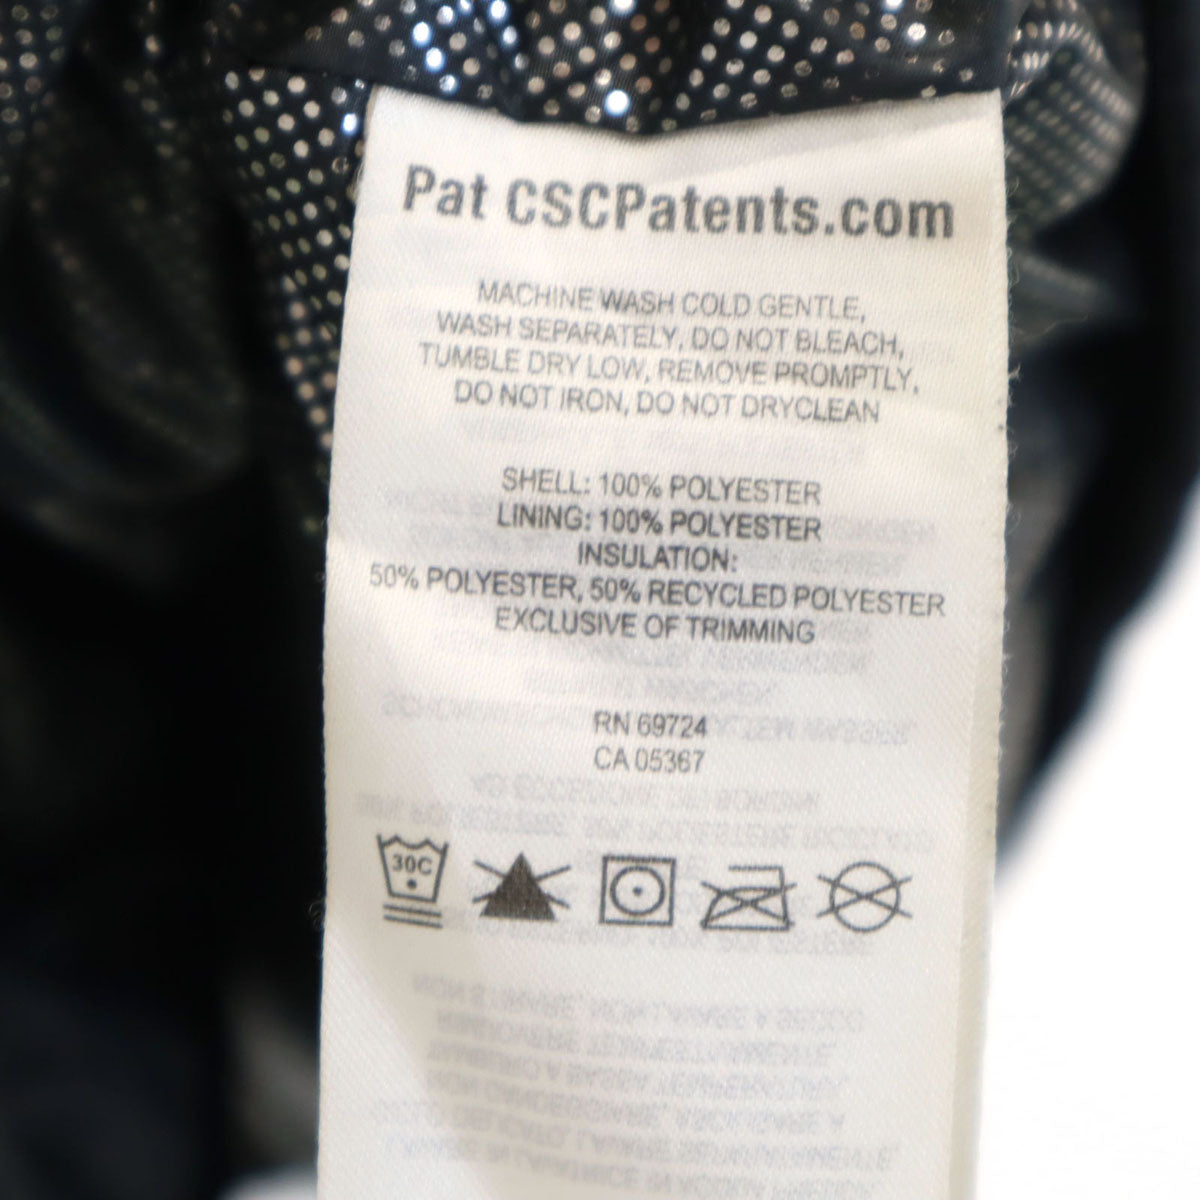 Pat CSCPatents.com
MACHINE WASH COLD GENTLE,
WASH SEPARATELY, DO NOT BLEACH,
TUMBLE DRY LOW, REMOVE PROMPTLY,
DO NOT IRON, DO NOT DRYCLEAN
SHELL: 100% POLYESTER
LINING: 100% POLYESTER
INSULATION:
50% POLYESTER, 50% RECYCLED POLYESTER
EXCLUSIVE OF TRIMMING
RN 69724
CA 05367
30C